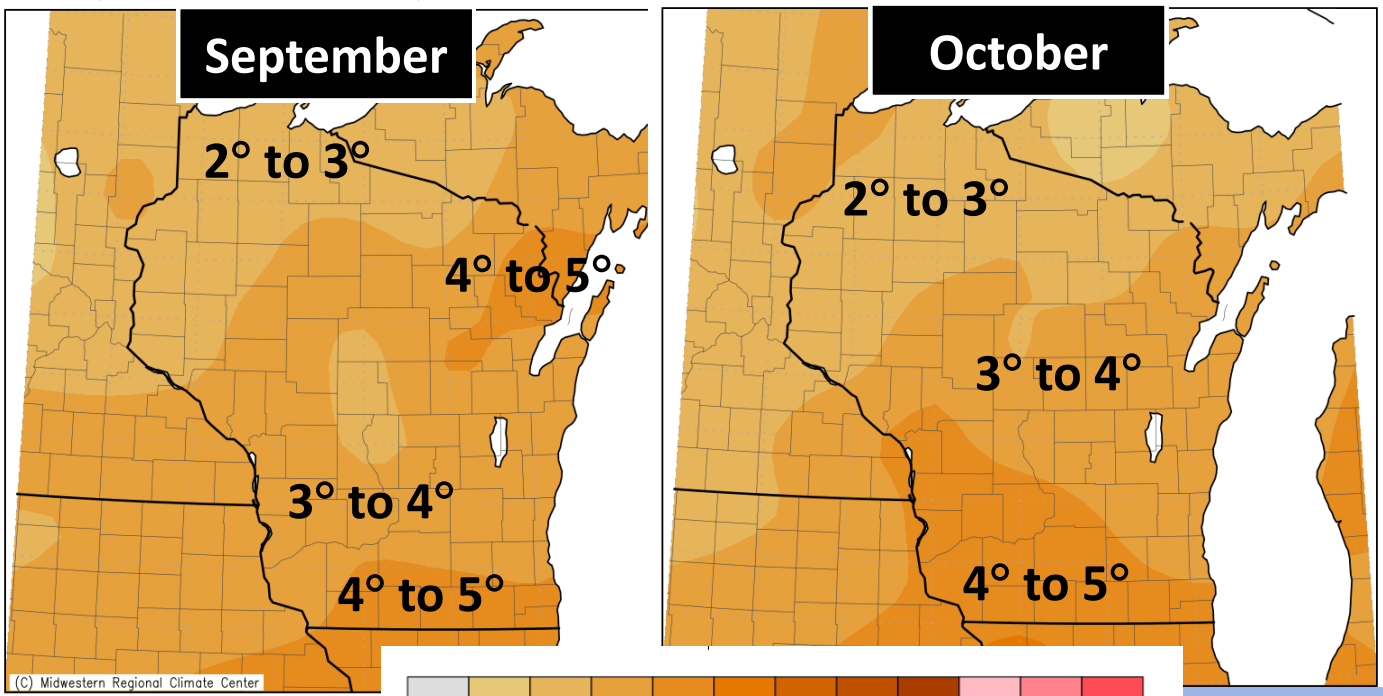 September
October
2° to 3°
2° to 3°
4° to 5°
3° to 4°
3° to 4°
4° to 5°
4° to 5°
(C) Midwestern Regional Climate Center